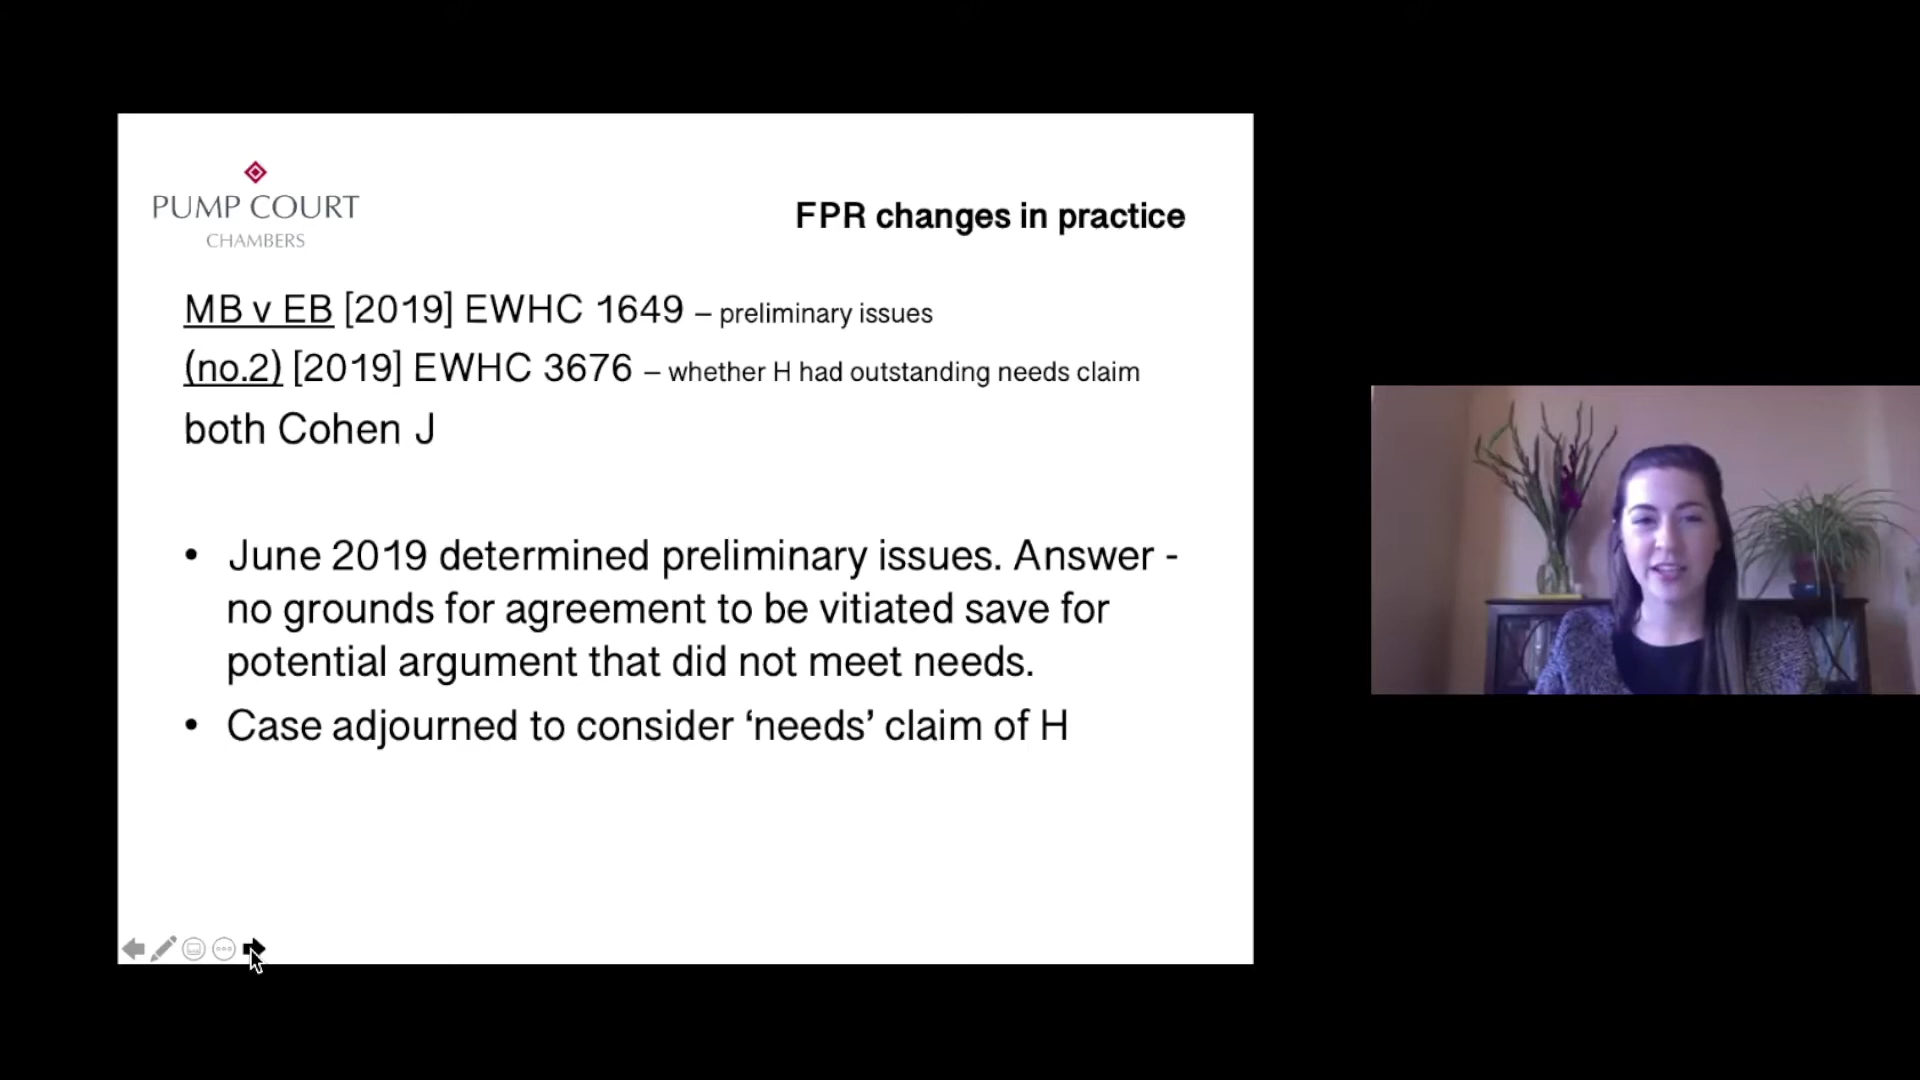 PUMP COURT
CHAMBERS
FPR changes in practice
MB v EB [2019] EWHC 1649 – preliminary issues
(no.2) [2019] EWHC 3676 – whether H had outstanding needs claim
both Cohen J
• June 2019 determined preliminary issues. Answer -
no grounds for agreement to be vitiated save for
potential argument that did not meet needs.
• Case adjourned to consider ‘needs’ claim of H